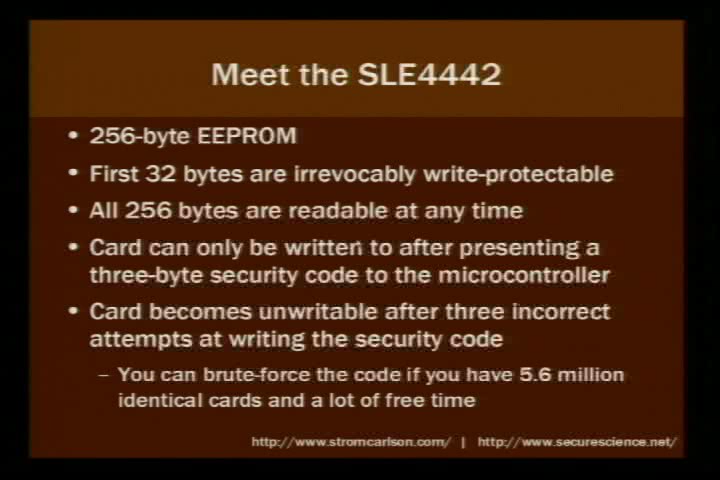 Meet the SLE4442
• 256-byte EEPROM
• First 32 bytes are irrevocably write-protectable
• All 256 bytes are readable at any time
• Card can only be written to after presenting a
three-byte security code to the microcontroller
• Card becomes unwritable after three incorrect
attempts at writing the security code
– You can brute-force the code if you have 5.6 million
identical cards and a lot of free time
http://www.stromcarlson.com/ | http://www.securescience.net/